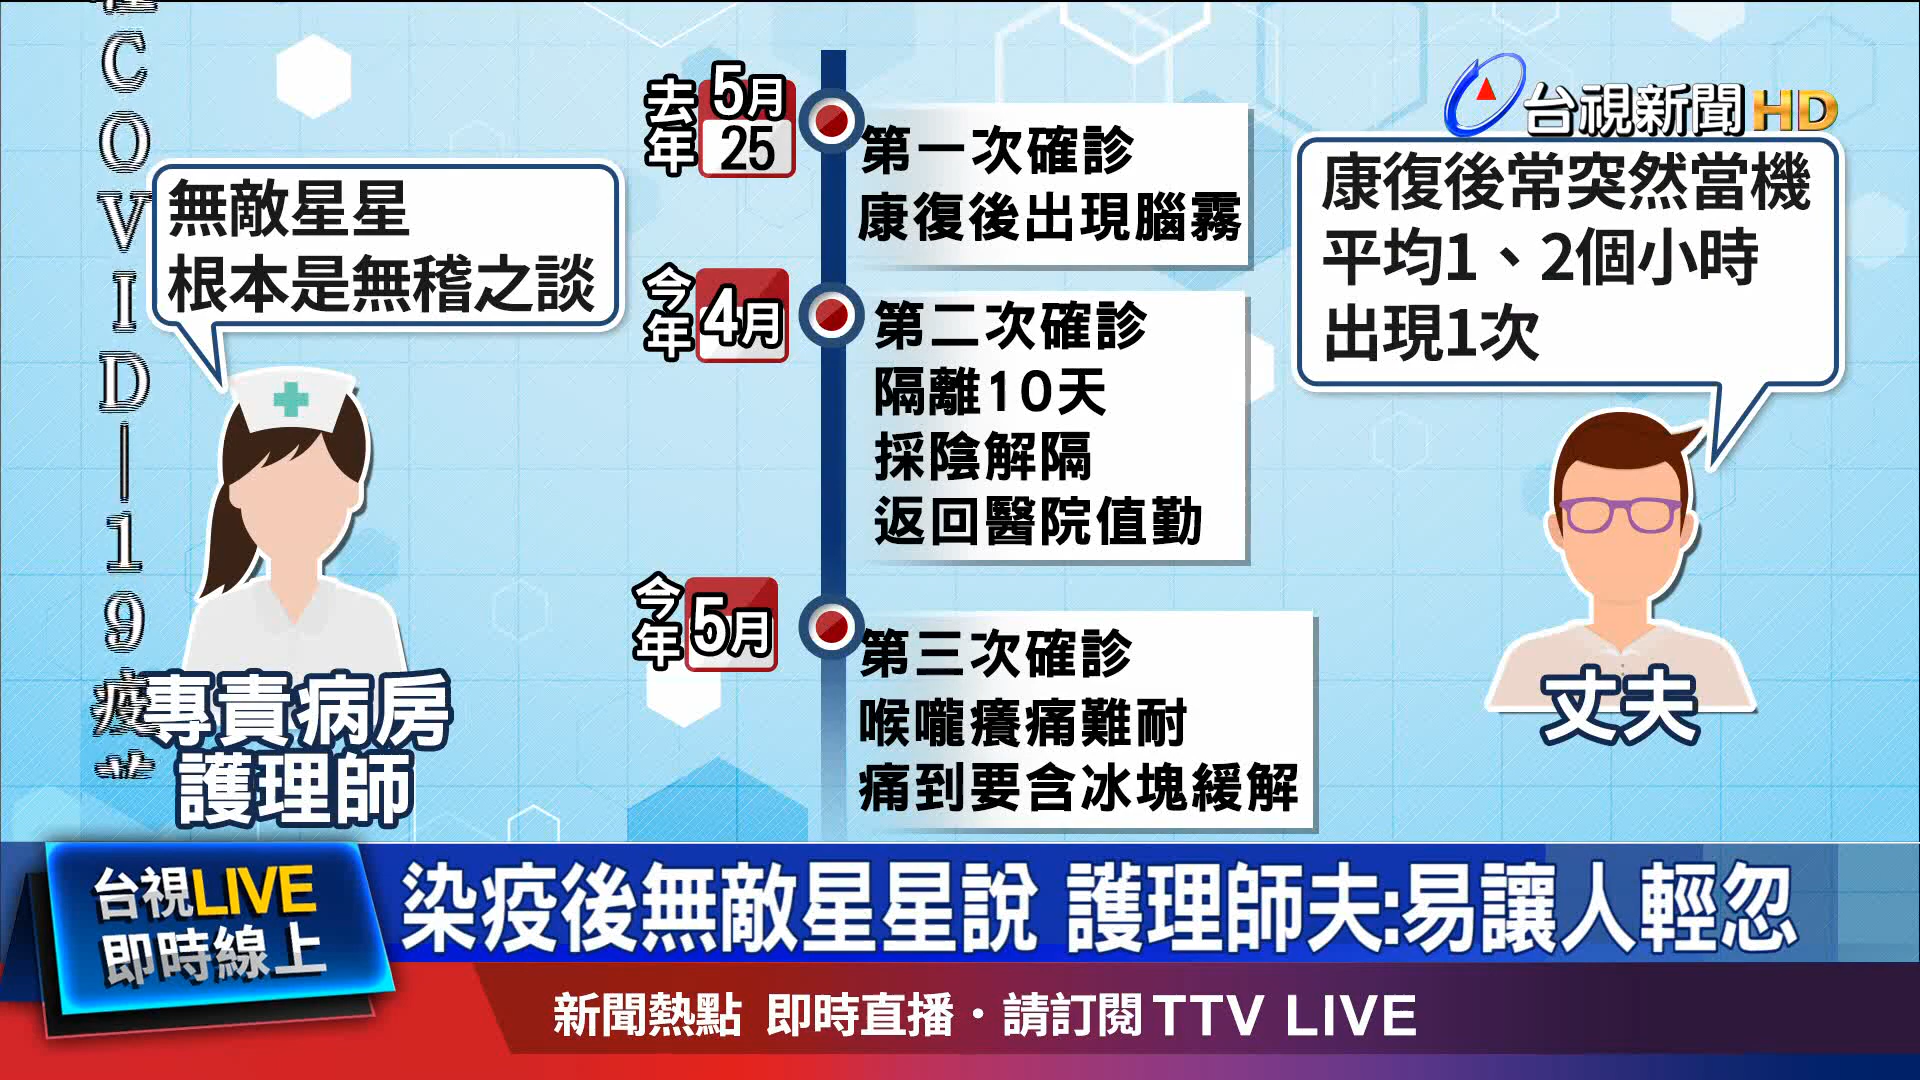 COVID-19疫
台視新聞HD
無敵星星
根本是無稽之談
專責病房
護理師
去年
5月
25
第一次確診
康復後出現腦霧
今年
4月
第二次確診
隔離10天
採陰解隔
返回醫院值勤
今年
5月
第三次確診
喉嚨癢痛難耐
痛到要含冰塊緩解
康復後常突然當機
平均1、2個小時
出現1次
丈夫
台視LIVE
即時線上
染疫後無敵星星說 護理師夫:易讓人輕忽
新聞熱點 即時直播・請訂閱TTV LIVE